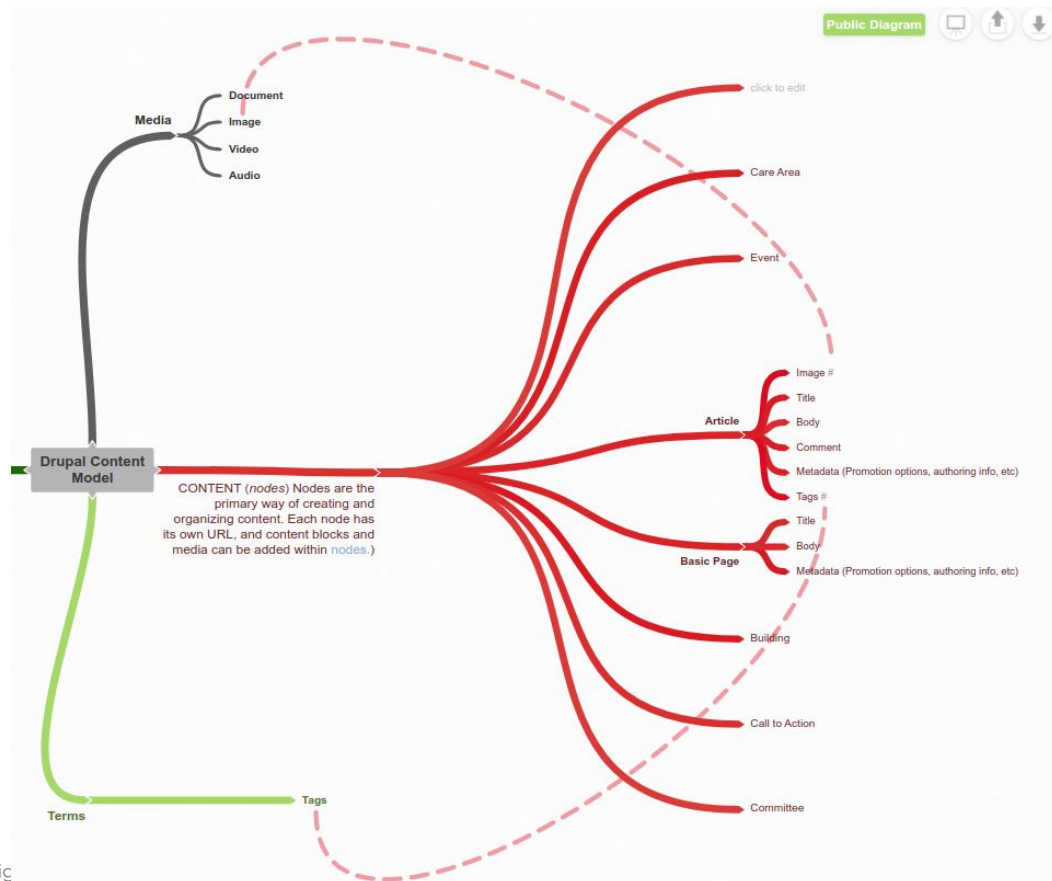 Public Diagram
Media
Document
Image
Video
Audio
click to edit
Care Area
Event
Drupal Content
Model
CONTENT (nodes) Nodes are the
primary way of creating and
organizing content. Each node has
its own URL, and content blocks and
media can be added within nodes.)
Article
Image #
Title
Body
Comment
Metadata (Promotion options, authoring info, etc)
Tags #
Basic Page
Title
Body
Metadata (Promotion options, authoring info, etc)
Building
Call to Action
Committee
Terms
Tags